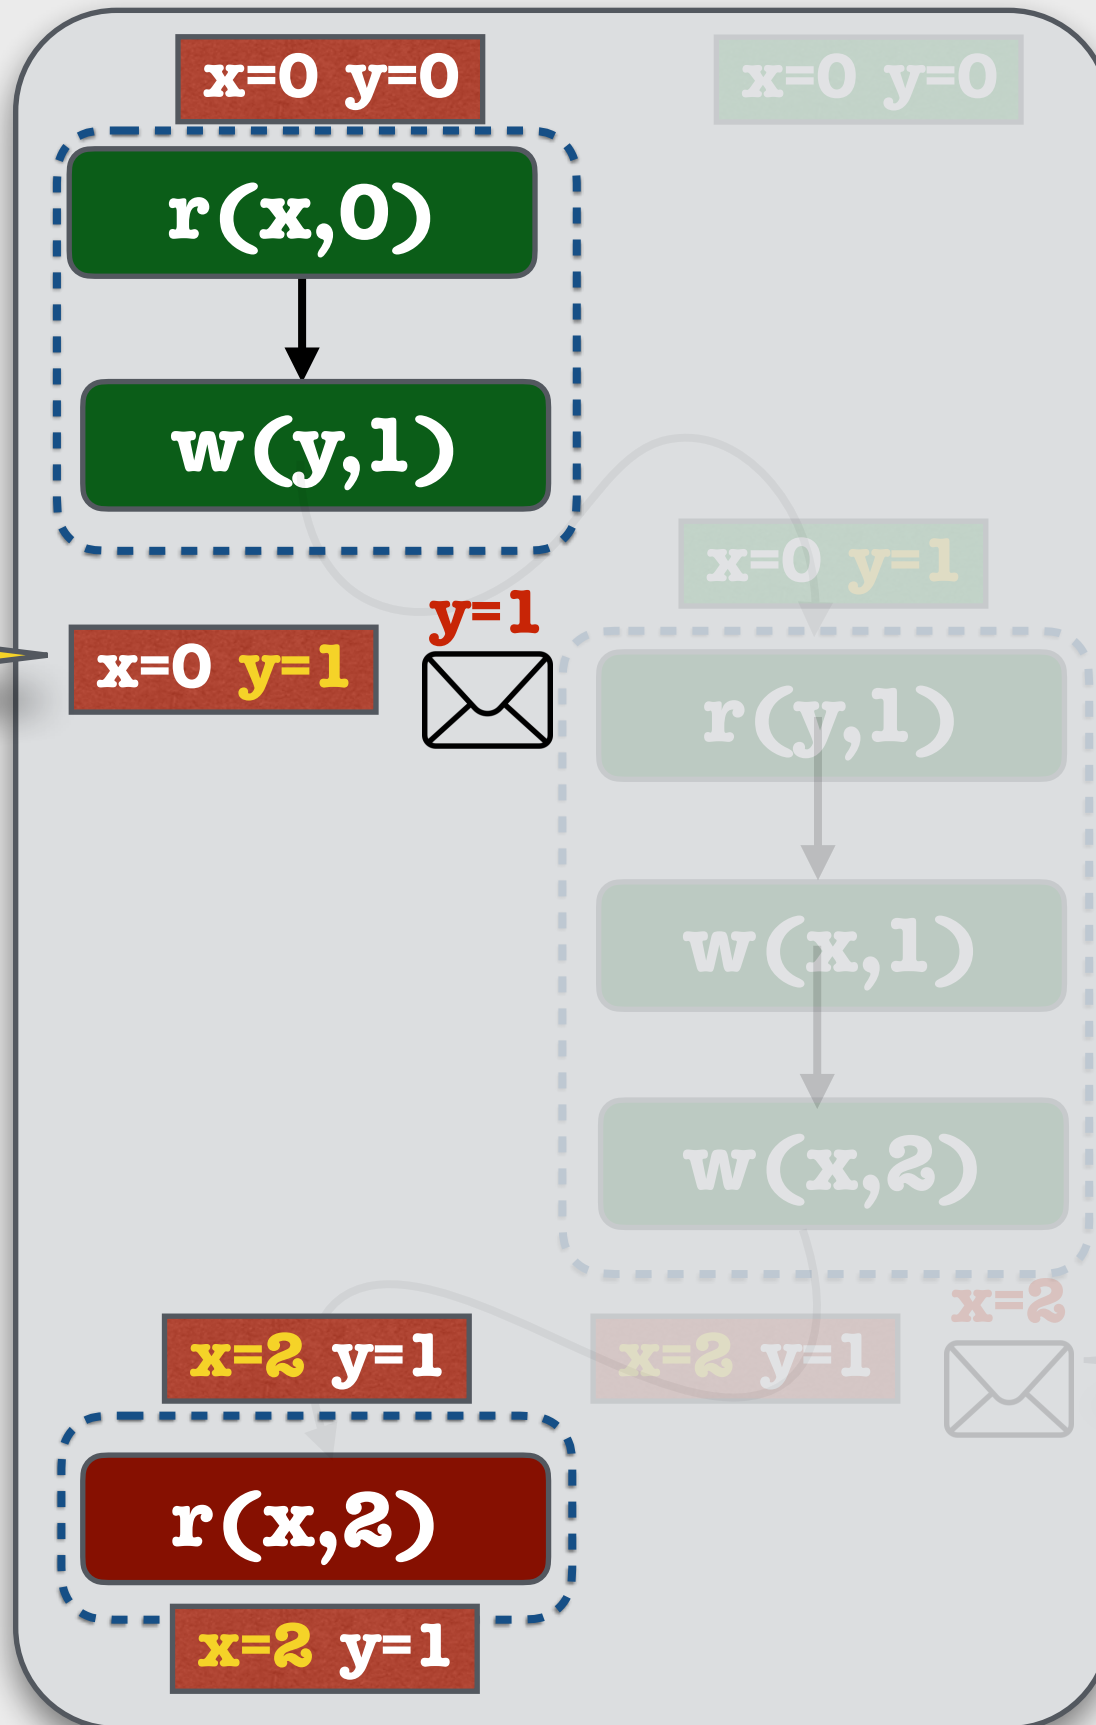 x=0 y=0
x=0 y=0
r(x,0)
w(y,1)
x=0 y=1
y=1
x=0 y=1
r(y,1)
w(x,1)
w(x,2)
x=2
x=2 y=1
x=2 y=1
r(x,2)
x=2 y=1